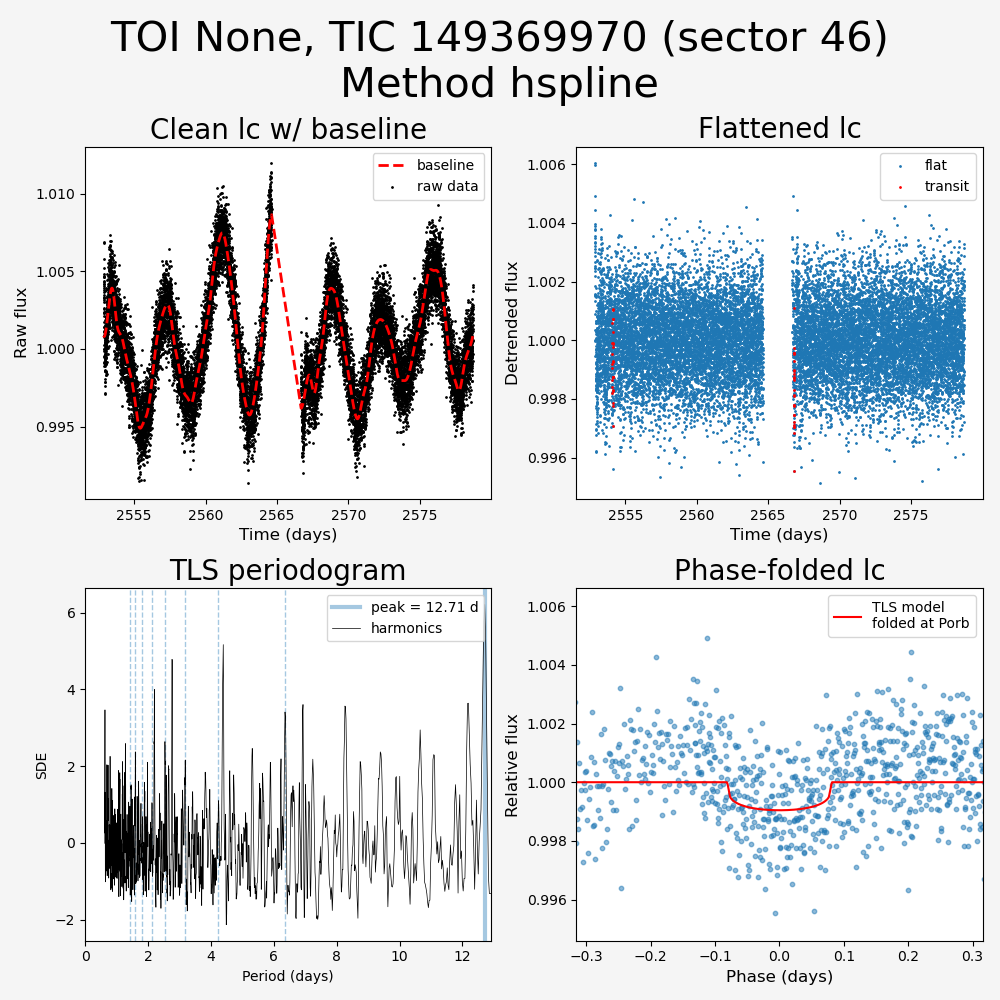 TOI None, TIC 149369970 (sector 46)
Method hspline
Clean lc w/ baseline
baseline
raw data
1.010
1.005
1.000
0.995
Raw flux
2555 2560 2565 2570 2575
Time (days)
Flattened lc
flat
transit
1.006
1.004
1.002
1.000
0.998
0.996
Detrended flux
2555 2560 2565 2570 2575
Time (days)
TLS periodogram
peak = 12.71 d
harmonics
6
4
2
0
−2
SDE
0 2 4 6 8 10 12
Period (days)
Phase-folded lc
TLS model
folded at Porb
1.006
1.004
1.002
1.000
0.998
0.996
Relative flux
−0.3 −0.2 −0.1 0.0 0.1 0.2 0.3
Phase (days)